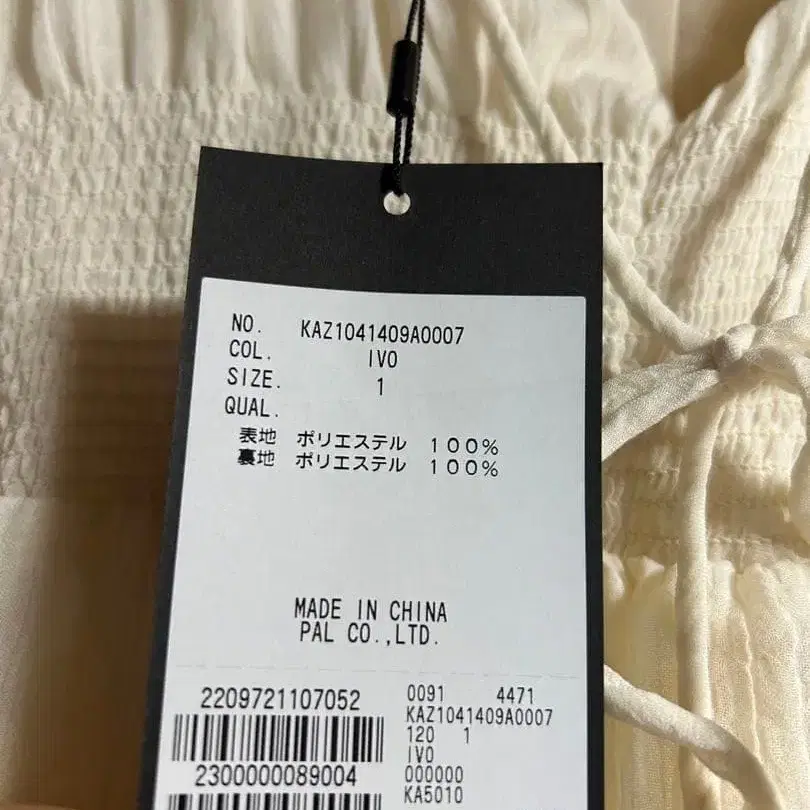 NO. KAZ1041409A0007
COL. IVO
SIZE. 1
QUAL.
表地 ポリエステル 100%
裏地 ポリエステル 100%
MADE IN CHINA
PAL CO.,LTD.
2209721107052
2300000089004
0091 4471
KAZ1041409A0007
120 1
IVO
000000
KA5010